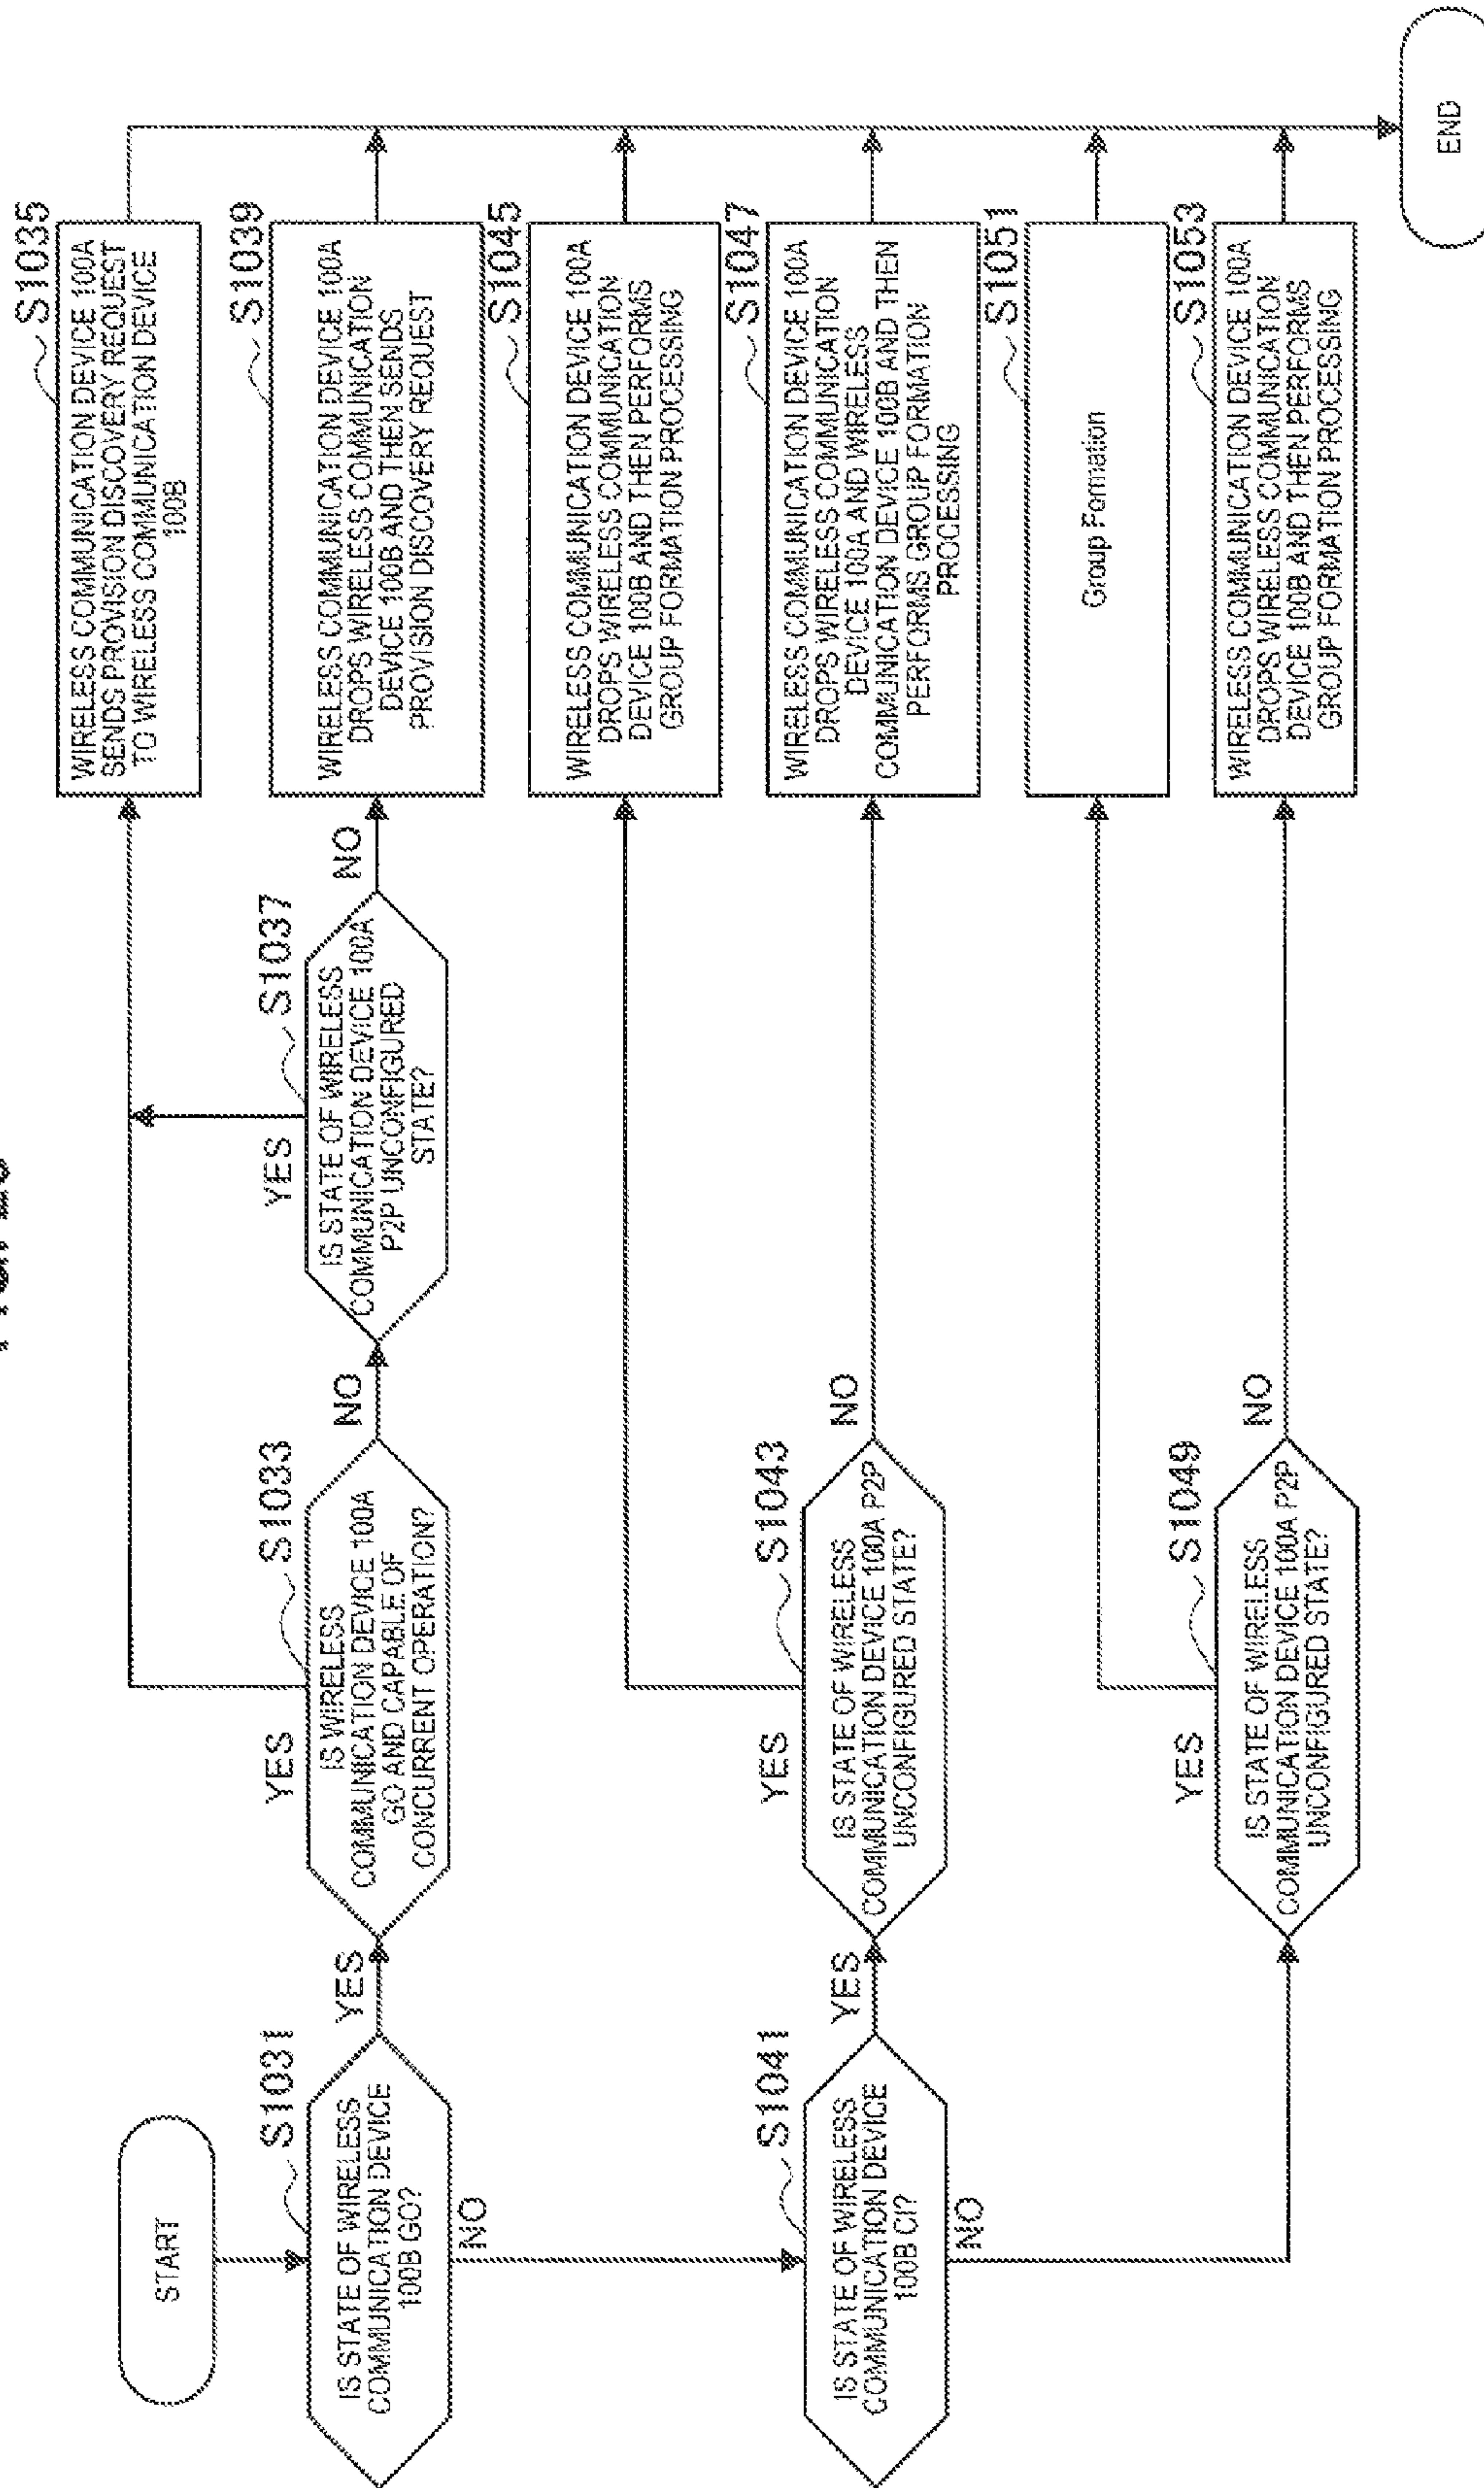 START
S1031
IS STATE OF WIRELESS
COMMUNICATION DEVICE
100B GO?
YES
NO
S1033
IS WIRELESS
COMMUNICATION DEVICE 100A
GO AND CAPABLE OF
CONCURRENT OPERATION?
YES
NO
S1037
IS STATE OF WIRELESS
COMMUNICATION DEVICE 100A
P2P UNCONFIGURED
STATE?
YES
NO
S1035
WIRELESS COMMUNICATION DEVICE 100A
SENDS PROVISION DISCOVERY REQUEST
TO WIRELESS COMMUNICATION DEVICE
100B
S1039
WIRELESS COMMUNICATION DEVICE 100A
DROPS WIRELESS COMMUNICATION
DEVICE 100B AND THEN SENDS
PROVISION DISCOVERY REQUEST
S1041
IS STATE OF WIRELESS
COMMUNICATION DEVICE
100B Cl?
YES
NO
S1043
IS STATE OF WIRELESS
COMMUNICATION DEVICE 100A P2P
UNCONFIGURED STATE?
YES
NO
S1045
WIRELESS COMMUNICATION DEVICE 100A
DROPS WIRELESS COMMUNICATION
DEVICE 100B AND THEN PERFORMS
GROUP FORMATION PROCESSING
S1047
WIRELESS COMMUNICATION DEVICE 100A
DROPS WIRELESS COMMUNICATION
DEVICE 100A AND WIRELESS
COMMUNICATION DEVICE 100B AND THEN
PERFORMS GROUP FORMATION
PROCESSING
S1049
IS STATE OF WIRELESS
COMMUNICATION DEVICE 100A P2P
UNCONFIGURED STATE?
YES
NO
S1051
Group Formation
S1053
WIRELESS COMMUNICATION DEVICE 100A
DROPS WIRELESS COMMUNICATION
DEVICE 100B AND THEN PERFORMS
GROUP FORMATION PROCESSING
END